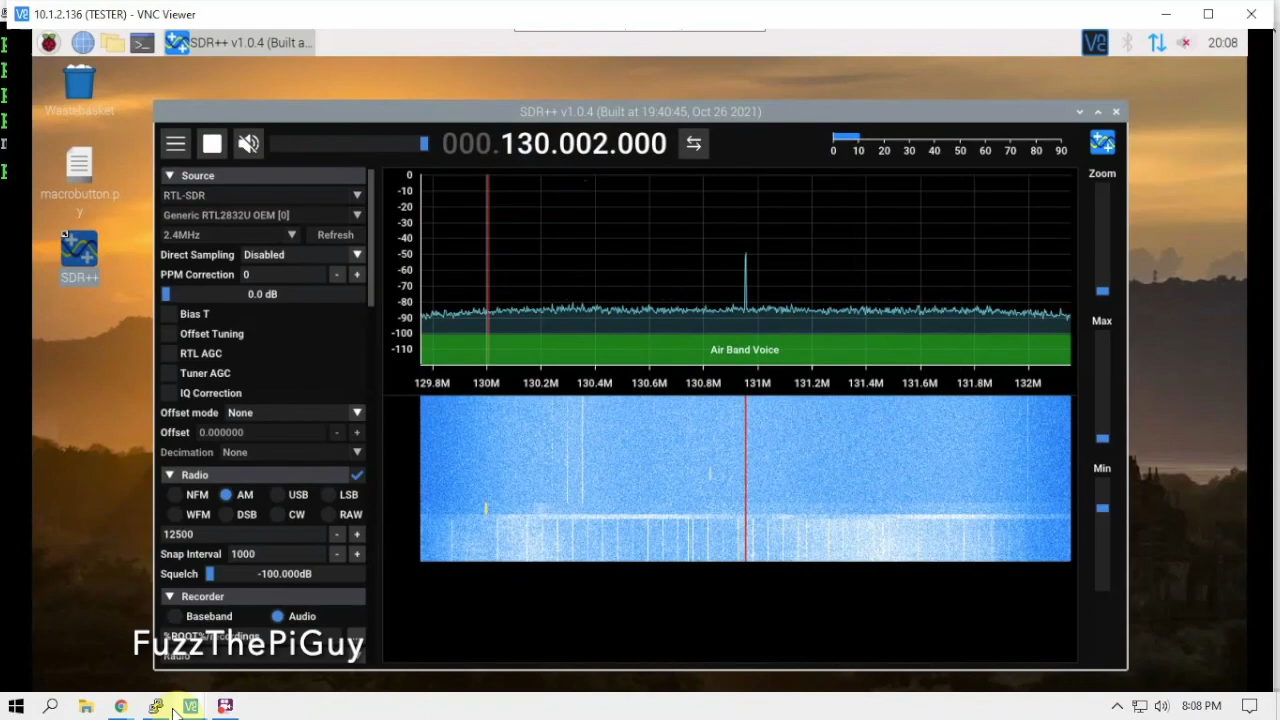 10.1.2.136 (TESTER) - VNC Viewer
SDR++ v1.0.4 (Built a...
20:08
Wastebasket
macrobutton.p
y
SDR++
SDR++ v1.0.4 (Built at 19:40:45, Oct 26 2021)
000.130.002.000
0 10 20 30 40 50 60 70 80 90
Source
RTL-SDR
Generic RTL2832U OEM [0]
2.4MHz Refresh
Direct Sampling Disabled
PPM Correction 0 - +
0.0 dB
Bias T
Offset Tuning
RTL AGC
Tuner AGC
IQ Correction
Offset mode None
Offset 0.000000 - +
Decimation None
Radio
NFM AM USB LSB
WFM DSB CW RAW
12500 - +
Snap Interval 1000 - +
Squelch -100.000dB
Recorder
Baseband Audio
%ROOT%/recordings
Radio
FuzzThePiGuy
0
-10
-20
-30
-40
-50
-60
-70
-80
-90
-100
-110
Air Band Voice
129.8M 130M 130.2M 130.4M 130.6M 130.8M 131M 131.2M 131.4M 131.6M 131.8M 132M
Zoom
Max
Min
8:08 PM